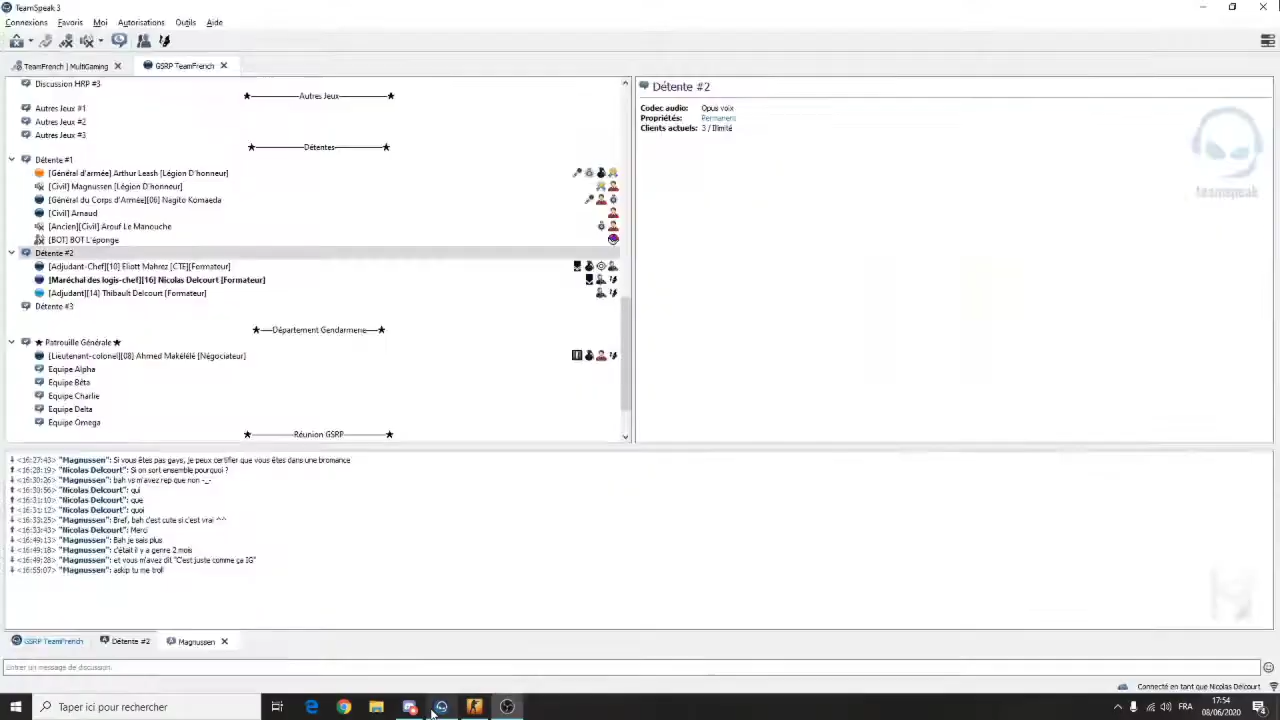 TeamSpeak 3
Connexions Favoris Moi Autorisations Outils Aide
TeamFrench | MultiGaming
GSRP TeamFrench
Discussion HRP #3
★————Autres Jeux————★
Autres Jeux #1
Autres Jeux #2
Autres Jeux #3
★————Détentes————★
Détente #1
[Général d'armée] Arthur Leash [Légion D'honneur]
[Civil] Magnussen [Légion D'honneur]
[Général du Corps d'Armée][06] Nagito Komaeda
[Civil] Arnaud
[Ancien][Civil] Arouf Le Manouche
[BOT] BOT L'éponge
Détente #2
[Adjudant-Chef][10] Eliott Mahrez [CTE][Formateur]
[Maréchal des logis-chef][16] Nicolas Delcourt [Formateur]
[Adjudant][14] Thibault Delcourt [Formateur]
Détente #3
★——Département Gendarmerie——★
★ Patrouille Générale ★
[Lieutenant-colonel][08] Ahmed Makélélé [Négociateur]
Equipe Alpha
Equipe Bêta
Equipe Charlie
Equipe Delta
Equipe Omega
★————Réunion GSRP————★
Détente #2
Codec audio: Opus voix
Propriétés: Permanent
Clients actuels: 3 / Illimité
teamspeak
<16:27:43> "Magnussen": Si vous êtes pas gays, je peux certifier que vous êtes dans une bromance
<16:28:19> "Nicolas Delcourt": Si on sort ensemble pourquoi ?
<16:30:26> "Magnussen": bah vs m'avez rep que non -_-
<16:30:56> "Nicolas Delcourt": qui
<16:31:10> "Nicolas Delcourt": que
<16:31:12> "Nicolas Delcourt": quoi
<16:33:25> "Magnussen": Bref, bah c'est cute si c'est vrai ^^
<16:33:43> "Nicolas Delcourt": Merci
<16:49:13> "Magnussen": Bah je sais plus
<16:49:18> "Magnussen": c'était il y a genre 2 mois
<16:49:28> "Magnussen": et vous m'avez dit "C'est juste comme ça IG"
<16:55:07> "Magnussen": askip tu me troll
GSRP TeamFrench
Détente #2
Magnussen
Entrer un message de discussion.
Connecté en tant que Nicolas Delcourt
Taper ici pour rechercher
FRA
17:54
08/06/2020
4